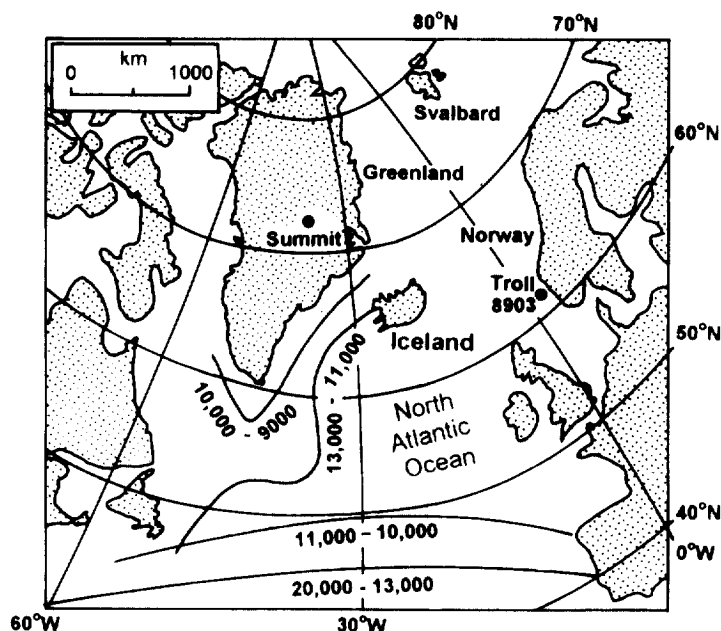 80°N
70°N
km
0 1000
Svalbard
60°N
Greenland
Summit
Norway
Troll
8903
Iceland
50°N
10,000 - 9000
13,000 - 11,000
North
Atlantic
Ocean
40°N
11,000 - 10,000
0°W
20,000 - 13,000
60°W
30°W